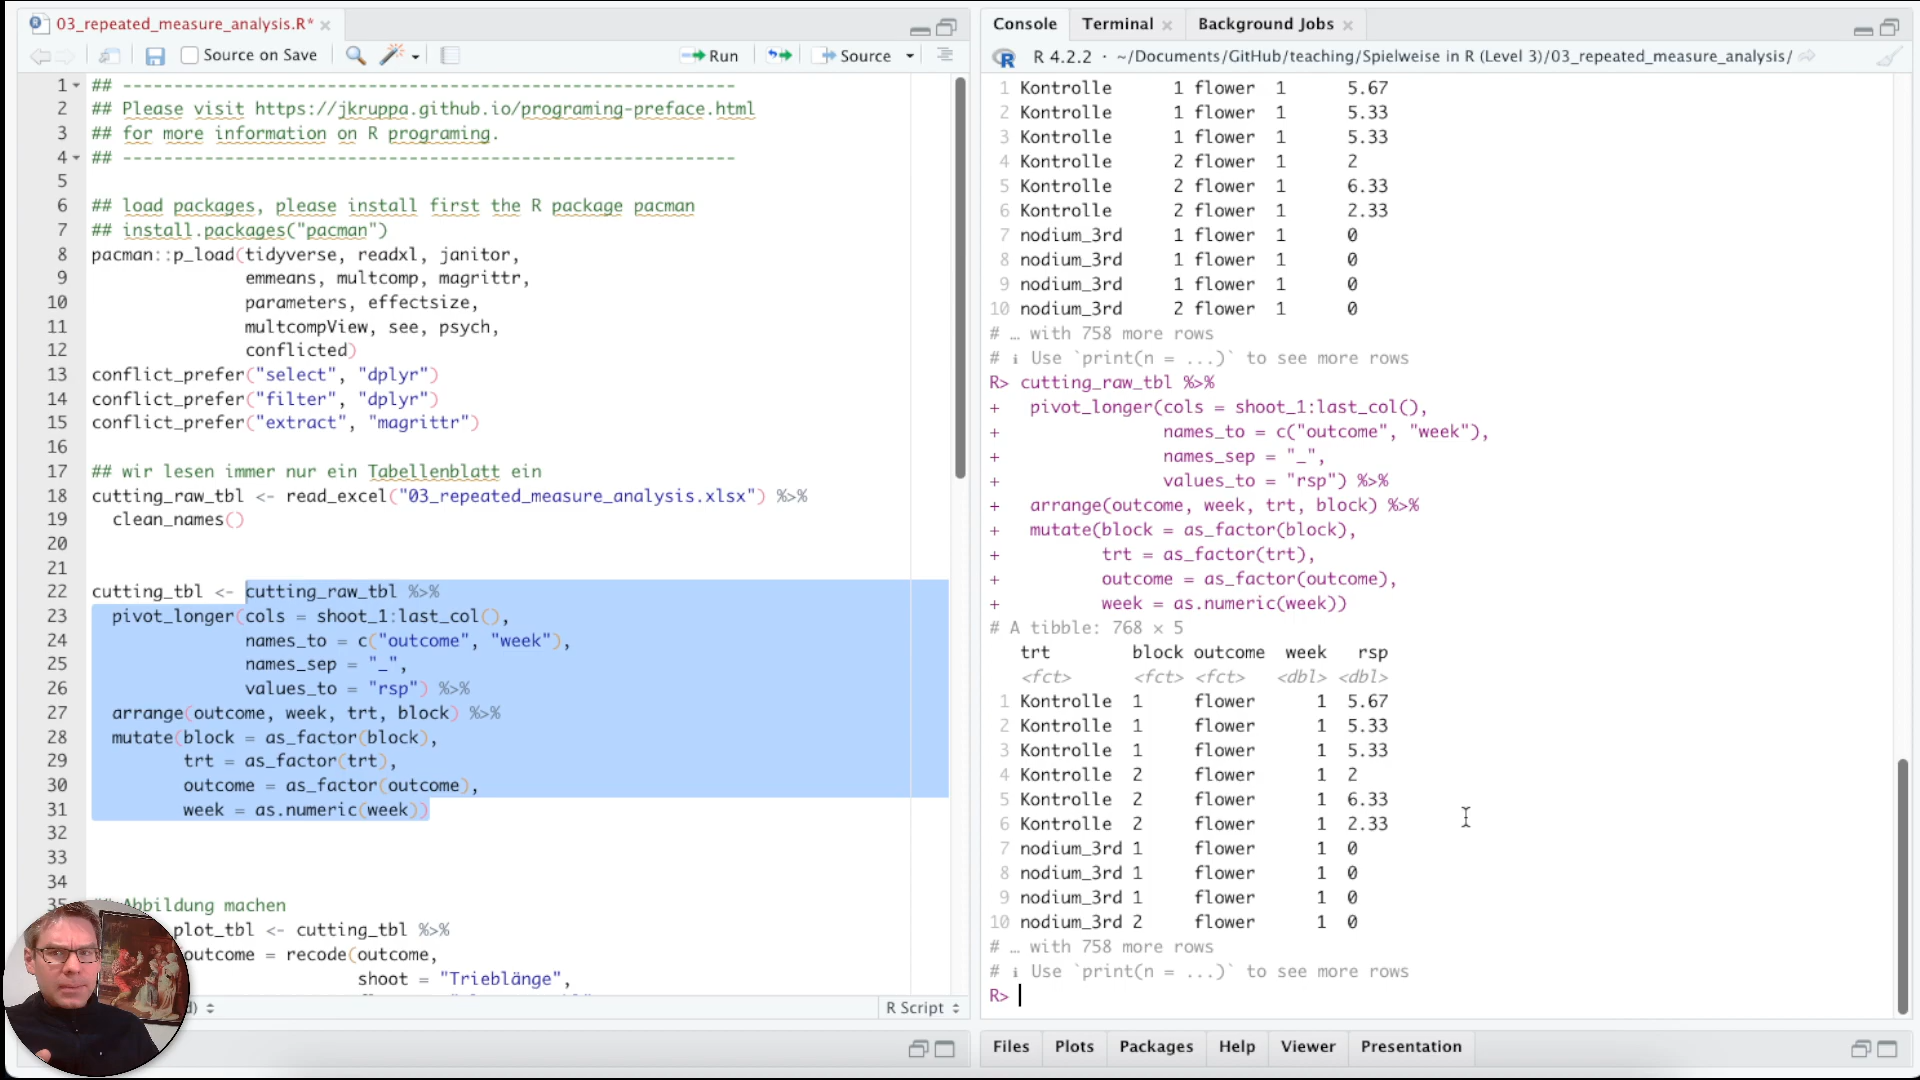 03_repeated_measure_analysis.R*
Source on Save
Run
Source
1 ## ------------------------------------------------------------
2 ## Please visit https://jkruppa.github.io/programing-preface.html
3 ## for more information on R programing.
4 ## ------------------------------------------------------------
5
6 ## load packages, please install first the R package pacman
7 ## install.packages("pacman")
8 pacman::p_load(tidyverse, readxl, janitor,
9 emmeans, multcomp, magrittr,
10 parameters, effectsize,
11 multcompView, see, psych,
12 conflicted)
13 conflict_prefer("select", "dplyr")
14 conflict_prefer("filter", "dplyr")
15 conflict_prefer("extract", "magrittr")
16
17 ## wir lesen immer nur ein Tabellenblatt ein
18 cutting_raw_tbl <- read_excel("03_repeated_measure_analysis.xlsx") %>%
19 clean_names()
20
21
22 cutting_tbl <- cutting_raw_tbl %>%
23 pivot_longer(cols = shoot_1:last_col(),
24 names_to = c("outcome", "week"),
25 names_sep = "_",
26 values_to = "rsp") %>%
27 arrange(outcome, week, trt, block) %>%
28 mutate(block = as_factor(block),
29 trt = as_factor(trt),
30 outcome = as_factor(outcome),
31 week = as.numeric(week))
32
33
34
35 Abbildung machen
plot_tbl <- cutting_tbl %>%
outcome = recode(outcome,
shoot = "Trieblänge",
R Script
Console Terminal Background Jobs
R 4.2.2 · ~/Documents/GitHub/teaching/Spielweise in R (Level 3)/03_repeated_measure_analysis/
1 Kontrolle 1 flower 1 5.67
2 Kontrolle 1 flower 1 5.33
3 Kontrolle 1 flower 1 5.33
4 Kontrolle 2 flower 1 2
5 Kontrolle 2 flower 1 6.33
6 Kontrolle 2 flower 1 2.33
7 nodium_3rd 1 flower 1 0
8 nodium_3rd 1 flower 1 0
9 nodium_3rd 1 flower 1 0
10 nodium_3rd 2 flower 1 0
# … with 758 more rows
# ℹ Use `print(n = ...)` to see more rows
R> cutting_raw_tbl %>%
+ pivot_longer(cols = shoot_1:last_col(),
+ names_to = c("outcome", "week"),
+ names_sep = "_",
+ values_to = "rsp") %>%
+ arrange(outcome, week, trt, block) %>%
+ mutate(block = as_factor(block),
+ trt = as_factor(trt),
+ outcome = as_factor(outcome),
+ week = as.numeric(week))
# A tibble: 768 × 5
trt block outcome week rsp
<fct> <fct> <fct> <dbl> <dbl>
1 Kontrolle 1 flower 1 5.67
2 Kontrolle 1 flower 1 5.33
3 Kontrolle 1 flower 1 5.33
4 Kontrolle 2 flower 1 2
5 Kontrolle 2 flower 1 6.33
6 Kontrolle 2 flower 1 2.33
7 nodium_3rd 1 flower 1 0
8 nodium_3rd 1 flower 1 0
9 nodium_3rd 1 flower 1 0
10 nodium_3rd 2 flower 1 0
# … with 758 more rows
# ℹ Use `print(n = ...)` to see more rows
R>
Files Plots Packages Help Viewer Presentation